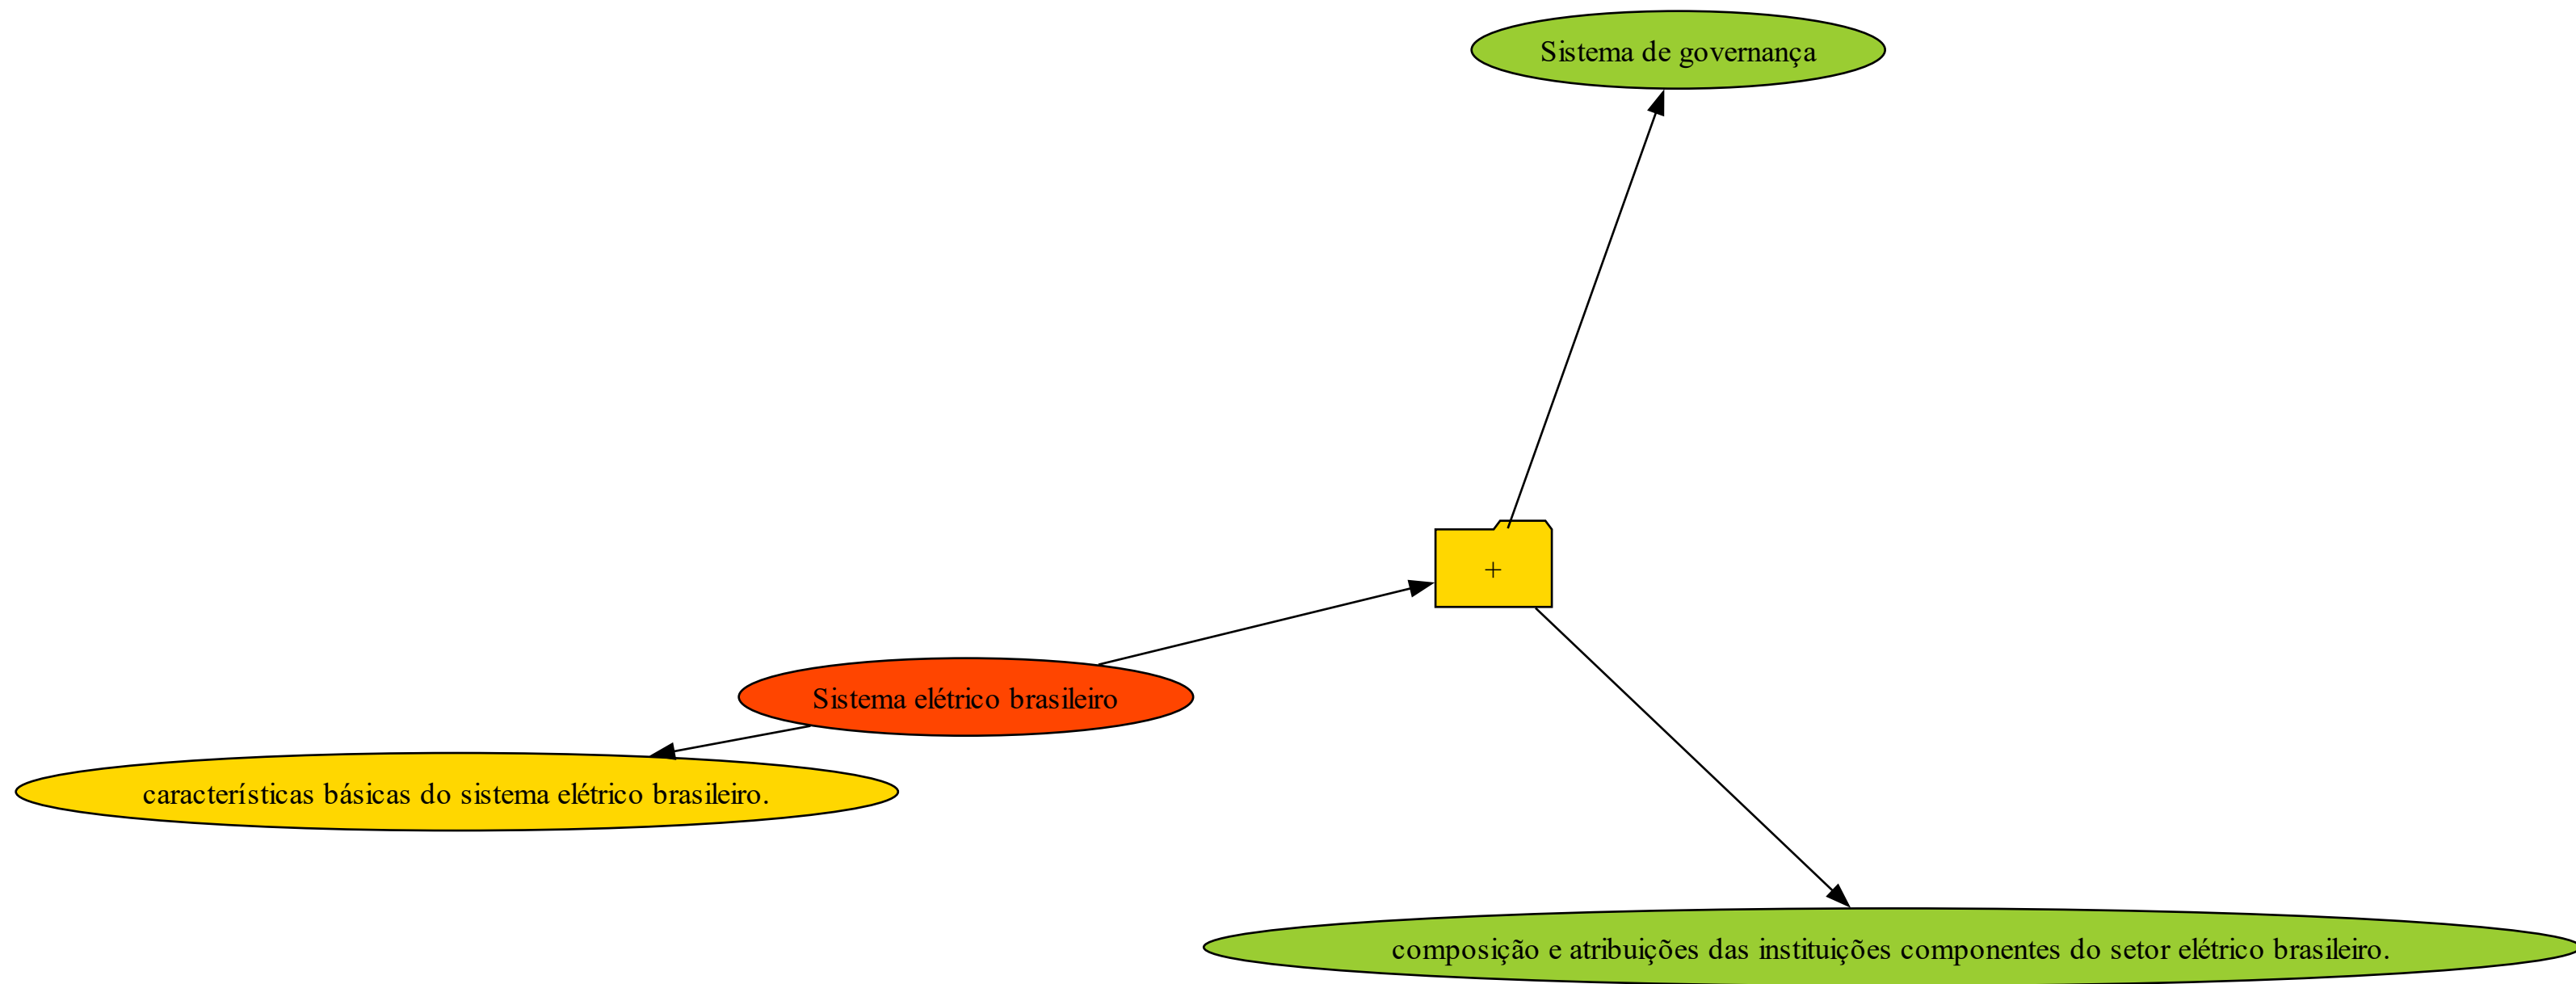 Sistema de governança
+
Sistema elétrico brasileiro
características básicas do sistema elétrico brasileiro.
composição e atribuições das instituições componentes do setor elétrico brasileiro.